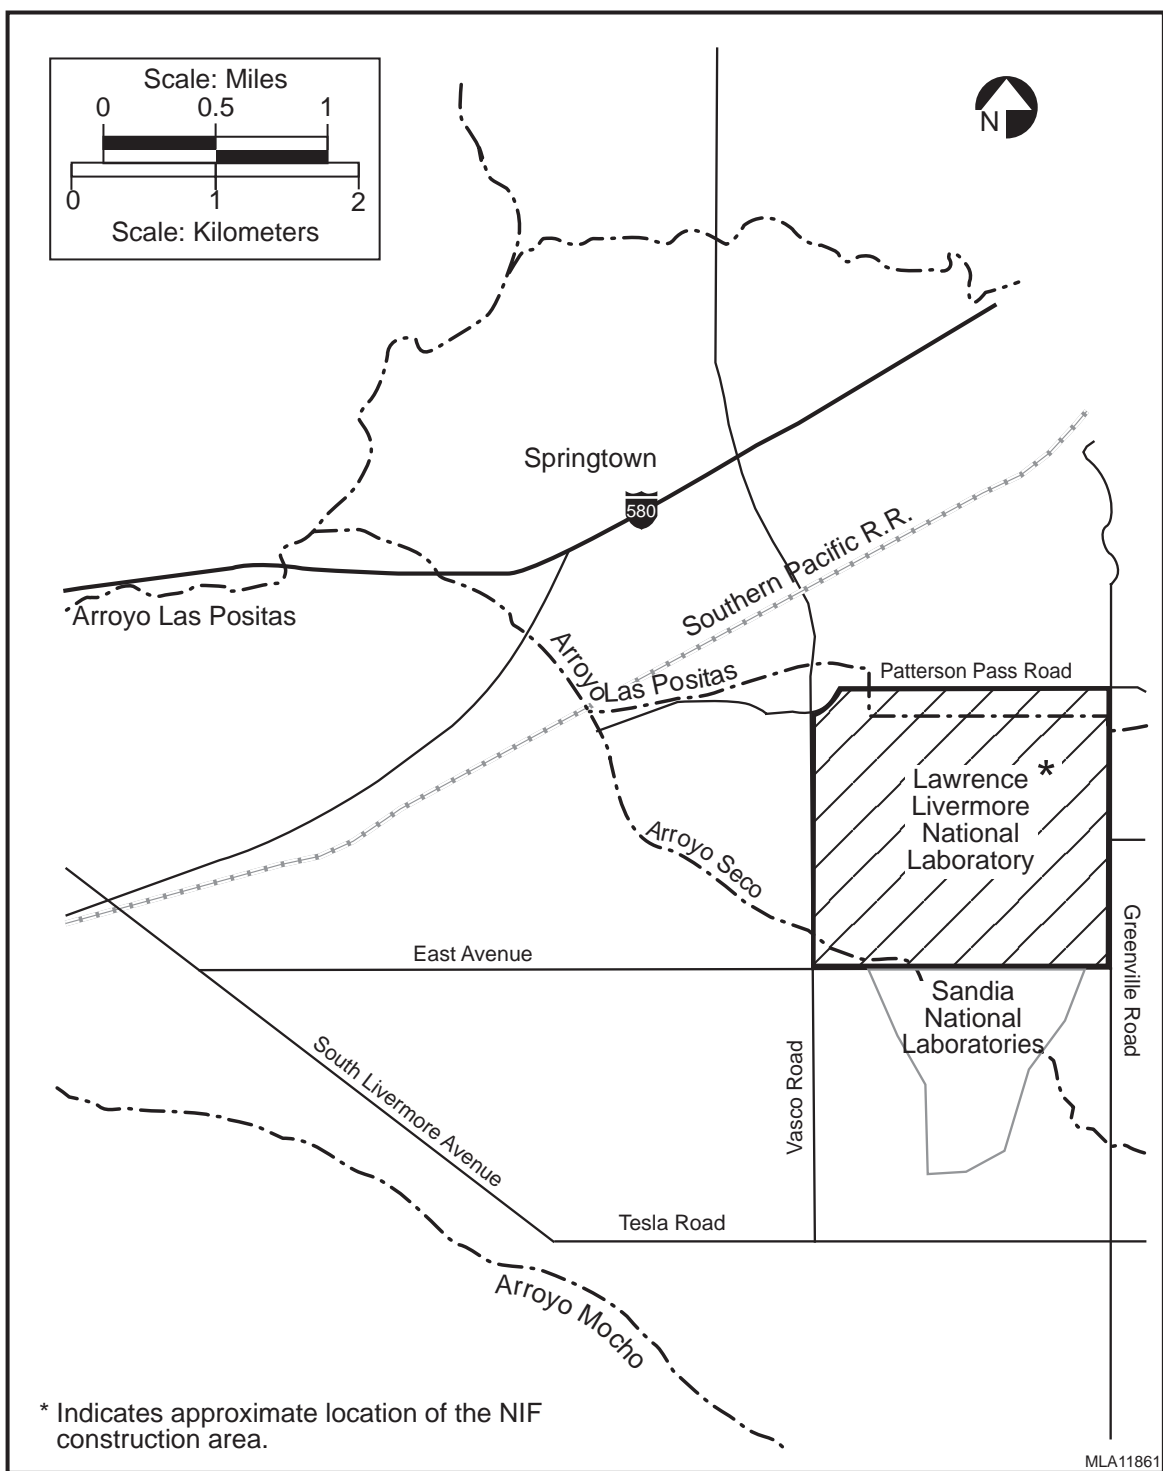 Scale: Miles
0 0.5 1
0 1 2
Scale: Kilometers
N
Springtown
580
Southern Pacific R.R.
Arroyo Las Positas
Arroyo
Las Positas
Patterson Pass Road
Lawrence *
Livermore
National
Laboratory
Arroyo Seco
East Avenue
Greenville Road
Sandia
National
Laboratories
South Livermore Avenue
Vasco Road
Tesla Road
Arroyo Mocho
* Indicates approximate location of the NIF
construction area.
MLA11861